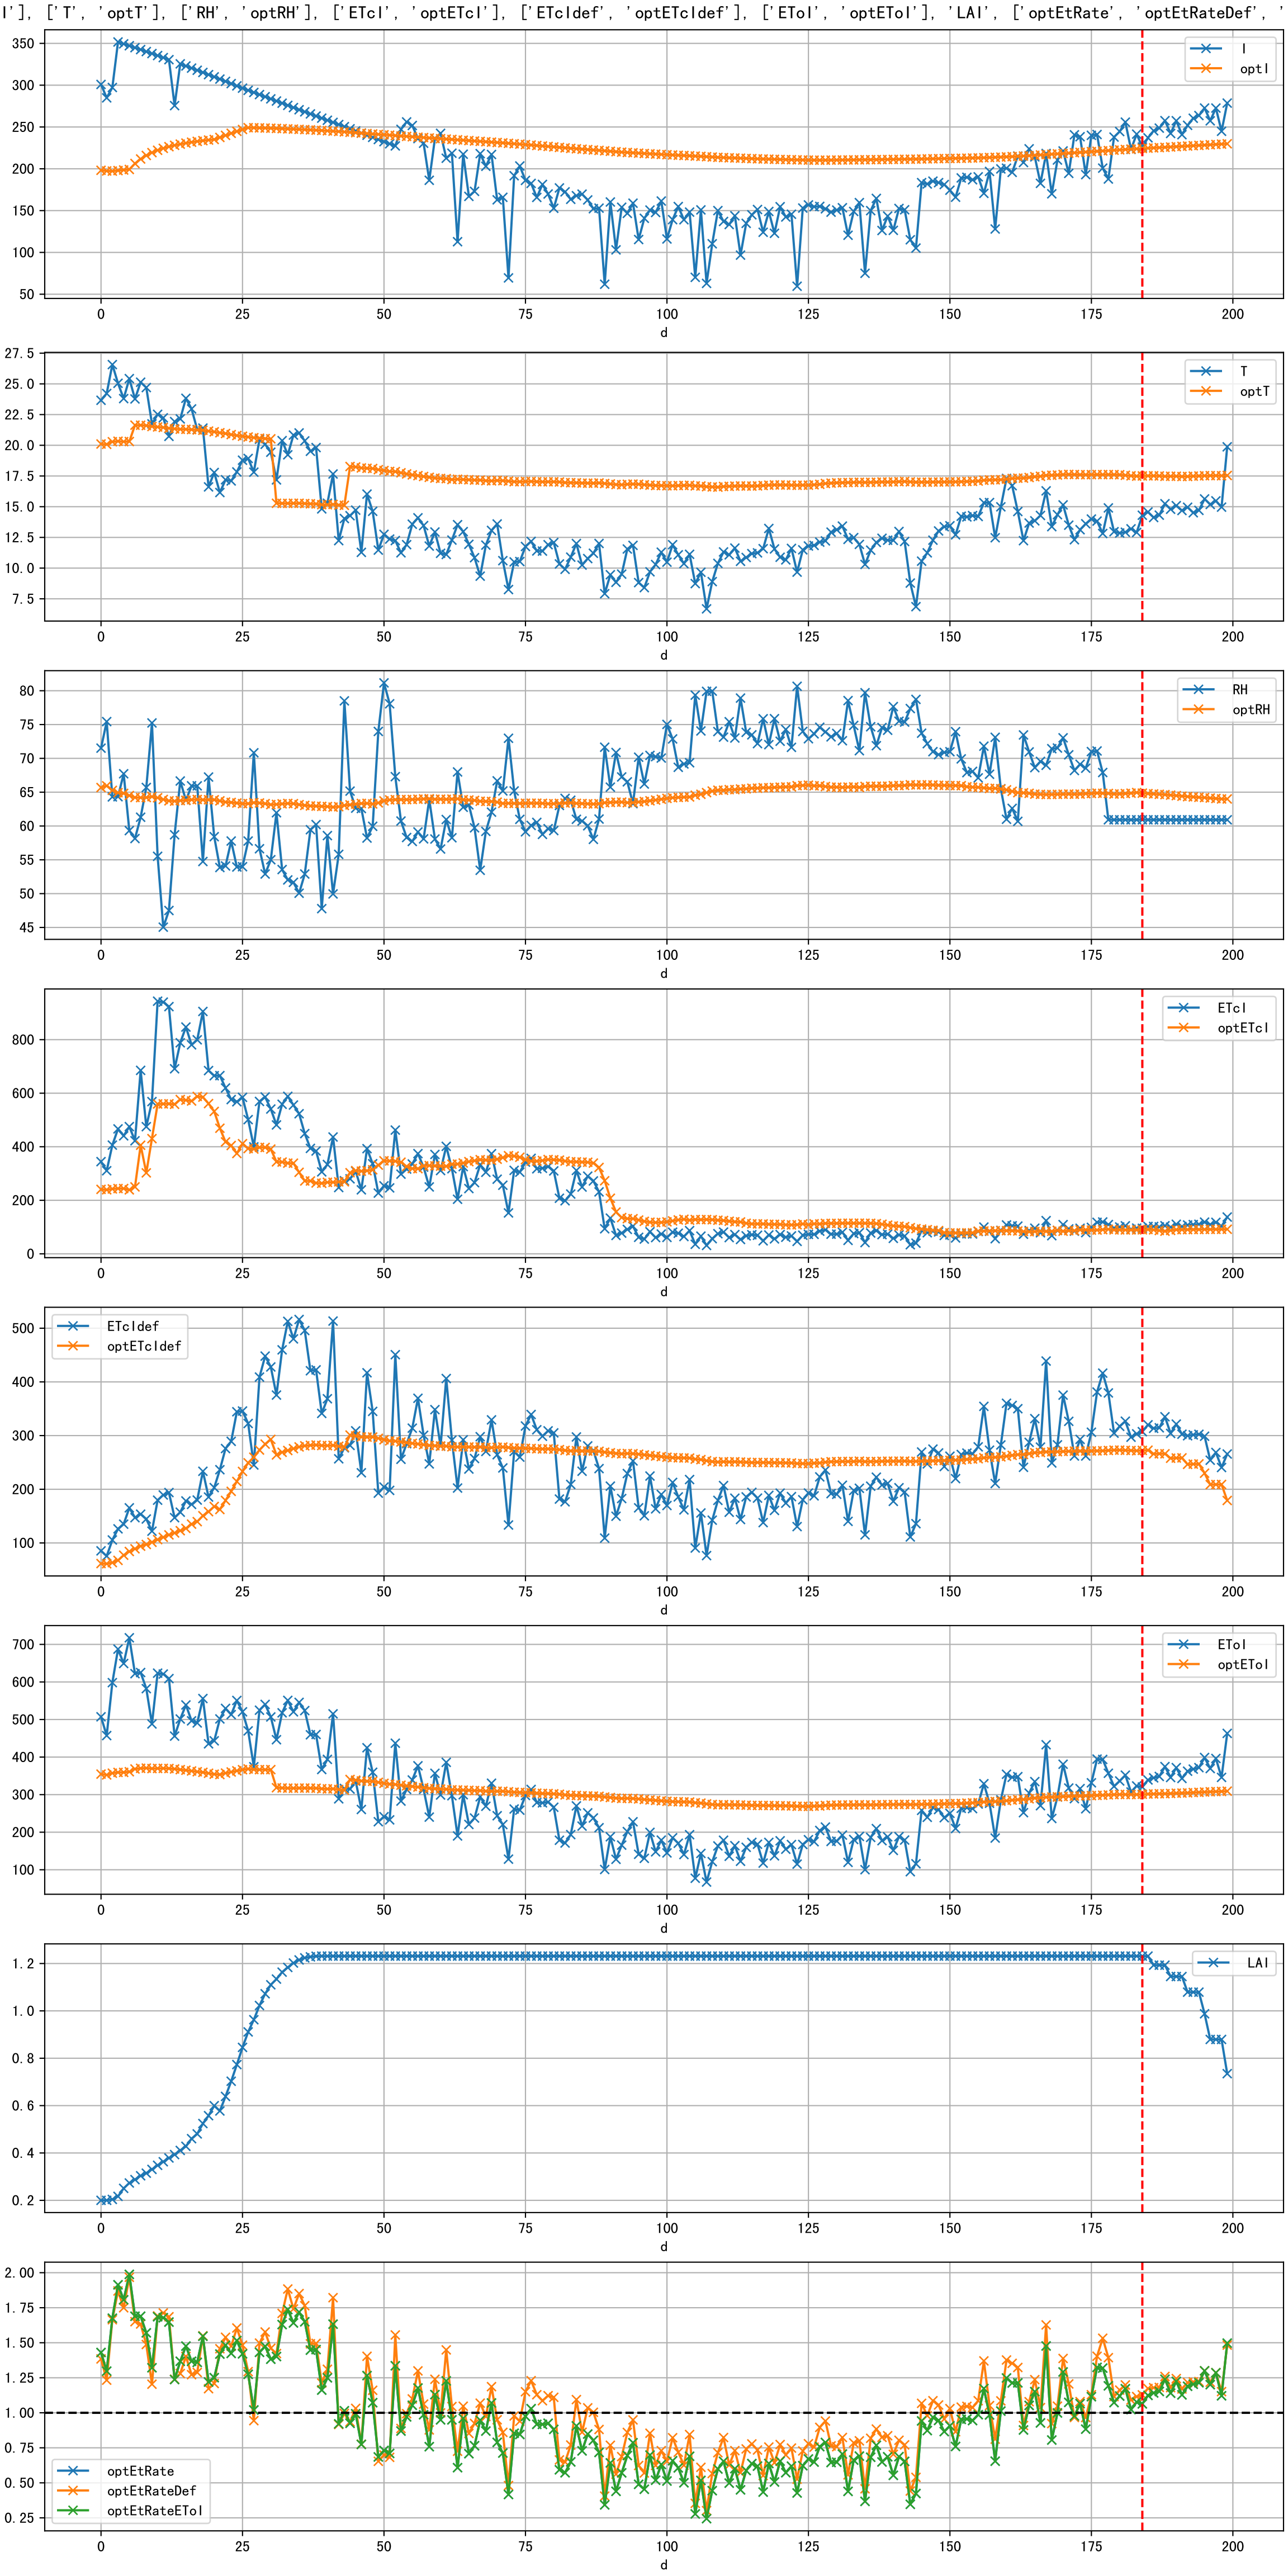 I'], ['T', 'optT'], ['RH', 'optRH'], ['ETcI', 'optETcI'], ['ETcIdef', 'optETcIdef'], ['EToI', 'optEToI'], 'LAI', ['optEtRate', 'optEtRateDef', '
350
300
250
200
150
100
50
I
optI
0 25 50 75 100 125 150 175 200
d
27.5
25.0
22.5
20.0
17.5
15.0
12.5
10.0
7.5
T
optT
0 25 50 75 100 125 150 175 200
d
80
75
70
65
60
55
50
45
RH
optRH
0 25 50 75 100 125 150 175 200
d
800
600
400
200
0
ETcI
optETcI
0 25 50 75 100 125 150 175 200
d
500
400
300
200
100
ETcIdef
optETcIdef
0 25 50 75 100 125 150 175 200
d
700
600
500
400
300
200
100
EToI
optEToI
0 25 50 75 100 125 150 175 200
d
1.2
1.0
0.8
0.6
0.4
0.2
LAI
0 25 50 75 100 125 150 175 200
d
2.00
1.75
1.50
1.25
1.00
0.75
0.50
0.25
optEtRate
optEtRateDef
optEtRateEToI
0 25 50 75 100 125 150 175 200
d